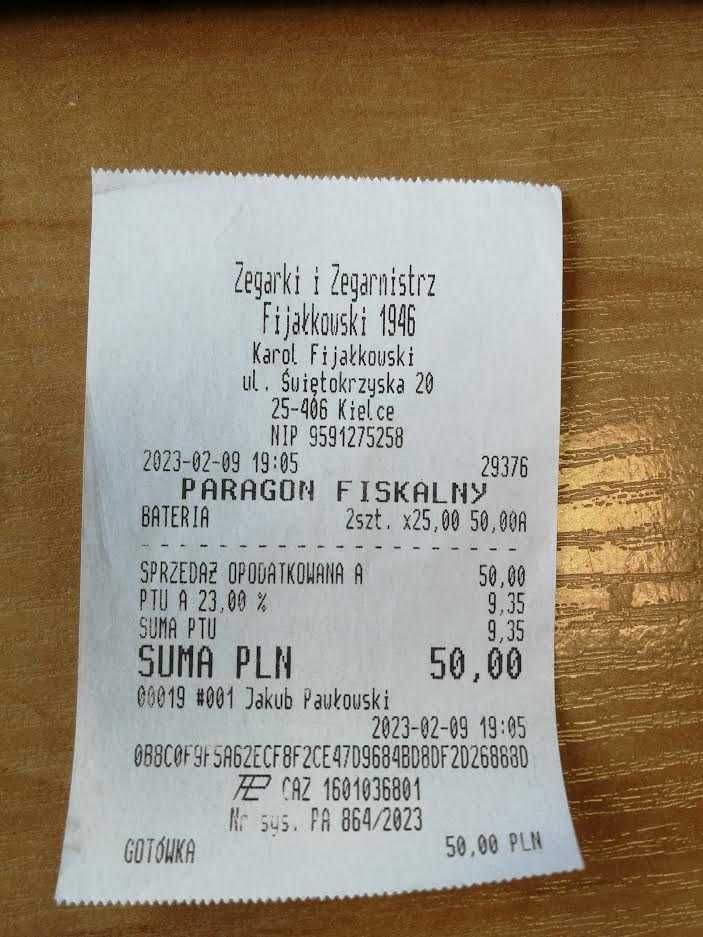 Zegarki i Zegarmistrz
Fijałkowski 1946
Karol Fijałkowski
ul. Świętokrzyska 20
25-406 Kielce
NIP 9591275258
2023-02-09 19:05 29376
PARAGON FISKALNY
BATERIA 2szt. x25,00 50,00A
- - - - - - - - - - - - - - - - - - - -
SPRZEDAŻ OPODATKOWANA A 50,00
PTU A 23,00 % 9,35
SUMA PTU 9,35
SUMA PLN 50,00
00019 #001 Jakub Pawłowski
2023-02-09 19:05
0B8C0F9F5A62ECF8F2CE47D9684BD8DF2D26888D
CAZ 1601036801
Nr sys. PA 864/2023
GOTÓWKA 50,00 PLN